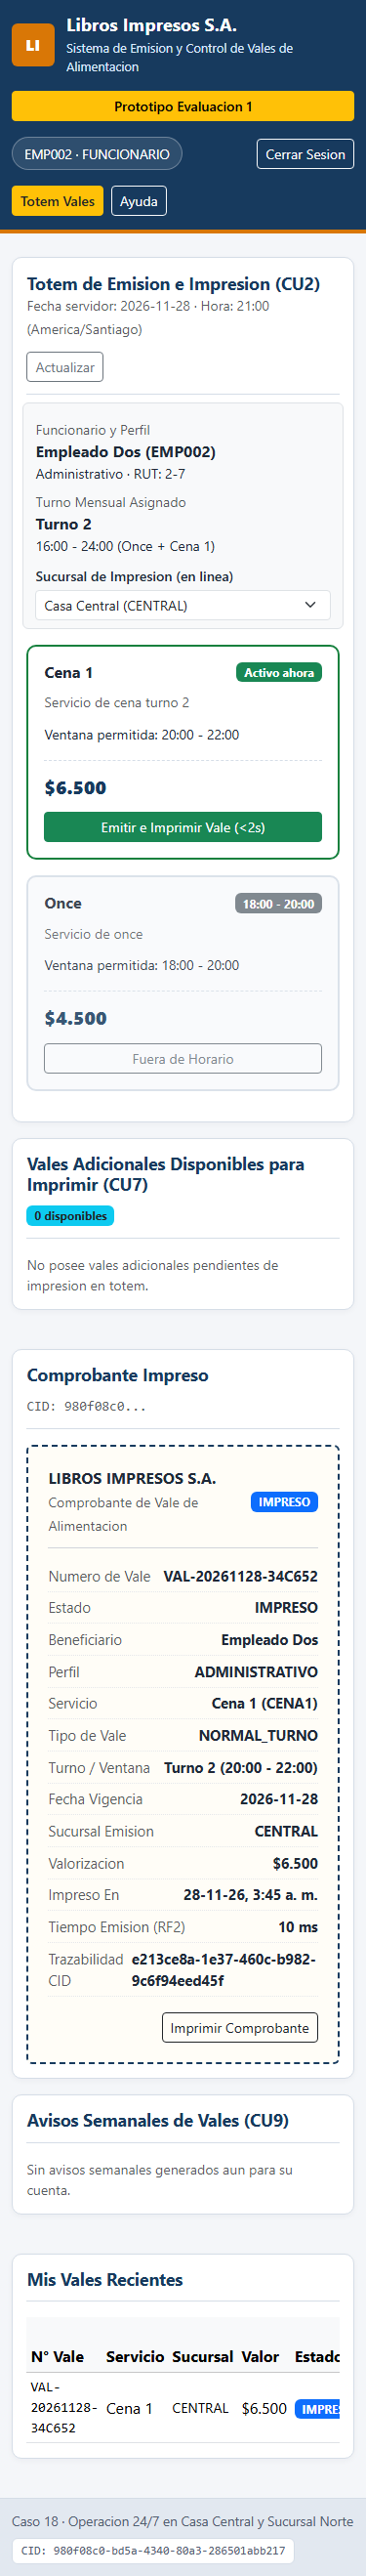 LI
Libros Impresos S.A.
Sistema de Emision y Control de Vales de
Alimentacion
Prototipo Evaluacion 1
EMP002 · FUNCIONARIO
Cerrar Sesion
Totem Vales
Ayuda
Totem de Emision e Impresion (CU2)
Fecha servidor: 2026-11-28 · Hora: 21:00
(America/Santiago)
Actualizar
Funcionario y Perfil
Empleado Dos (EMP002)
Administrativo · RUT: 2-7
Turno Mensual Asignado
Turno 2
16:00 - 24:00 (Once + Cena 1)
Sucursal de Impresion (en linea)
Casa Central (CENTRAL)
Cena 1
Activo ahora
Servicio de cena turno 2
Ventana permitida: 20:00 - 22:00
$6.500
Emitir e Imprimir Vale (<2s)
Once
18:00 - 20:00
Servicio de once
Ventana permitida: 18:00 - 20:00
$4.500
Fuera de Horario
Vales Adicionales Disponibles para
Imprimir (CU7)
0 disponibles
No posee vales adicionales pendientes de
impresion en totem.
Comprobante Impreso
CID: 980f08c0...
LIBROS IMPRESOS S.A.
Comprobante de Vale de
Alimentacion
IMPRESO
Numero de Vale VAL-20261128-34C652
Estado IMPRESO
Beneficiario Empleado Dos
Perfil ADMINISTRATIVO
Servicio Cena 1 (CENA1)
Tipo de Vale NORMAL_TURNO
Turno / Ventana Turno 2 (20:00 - 22:00)
Fecha Vigencia 2026-11-28
Sucursal Emision CENTRAL
Valorizacion $6.500
Impreso En 28-11-26, 3:45 a. m.
Tiempo Emision (RF2) 10 ms
Trazabilidad e213ce8a-1e37-460c-b982-
CID 9c6f94eed45f
Imprimir Comprobante
Avisos Semanales de Vales (CU9)
Sin avisos semanales generados aun para su
cuenta.
Mis Vales Recientes
N° Vale Servicio Sucursal Valor Estado
VAL-
20261128-
34C652
Cena 1 CENTRAL $6.500 IMPRES
Caso 18 · Operacion 24/7 en Casa Central y Sucursal Norte
CID: 980f08c0-bd5a-4340-80a3-286501abb217